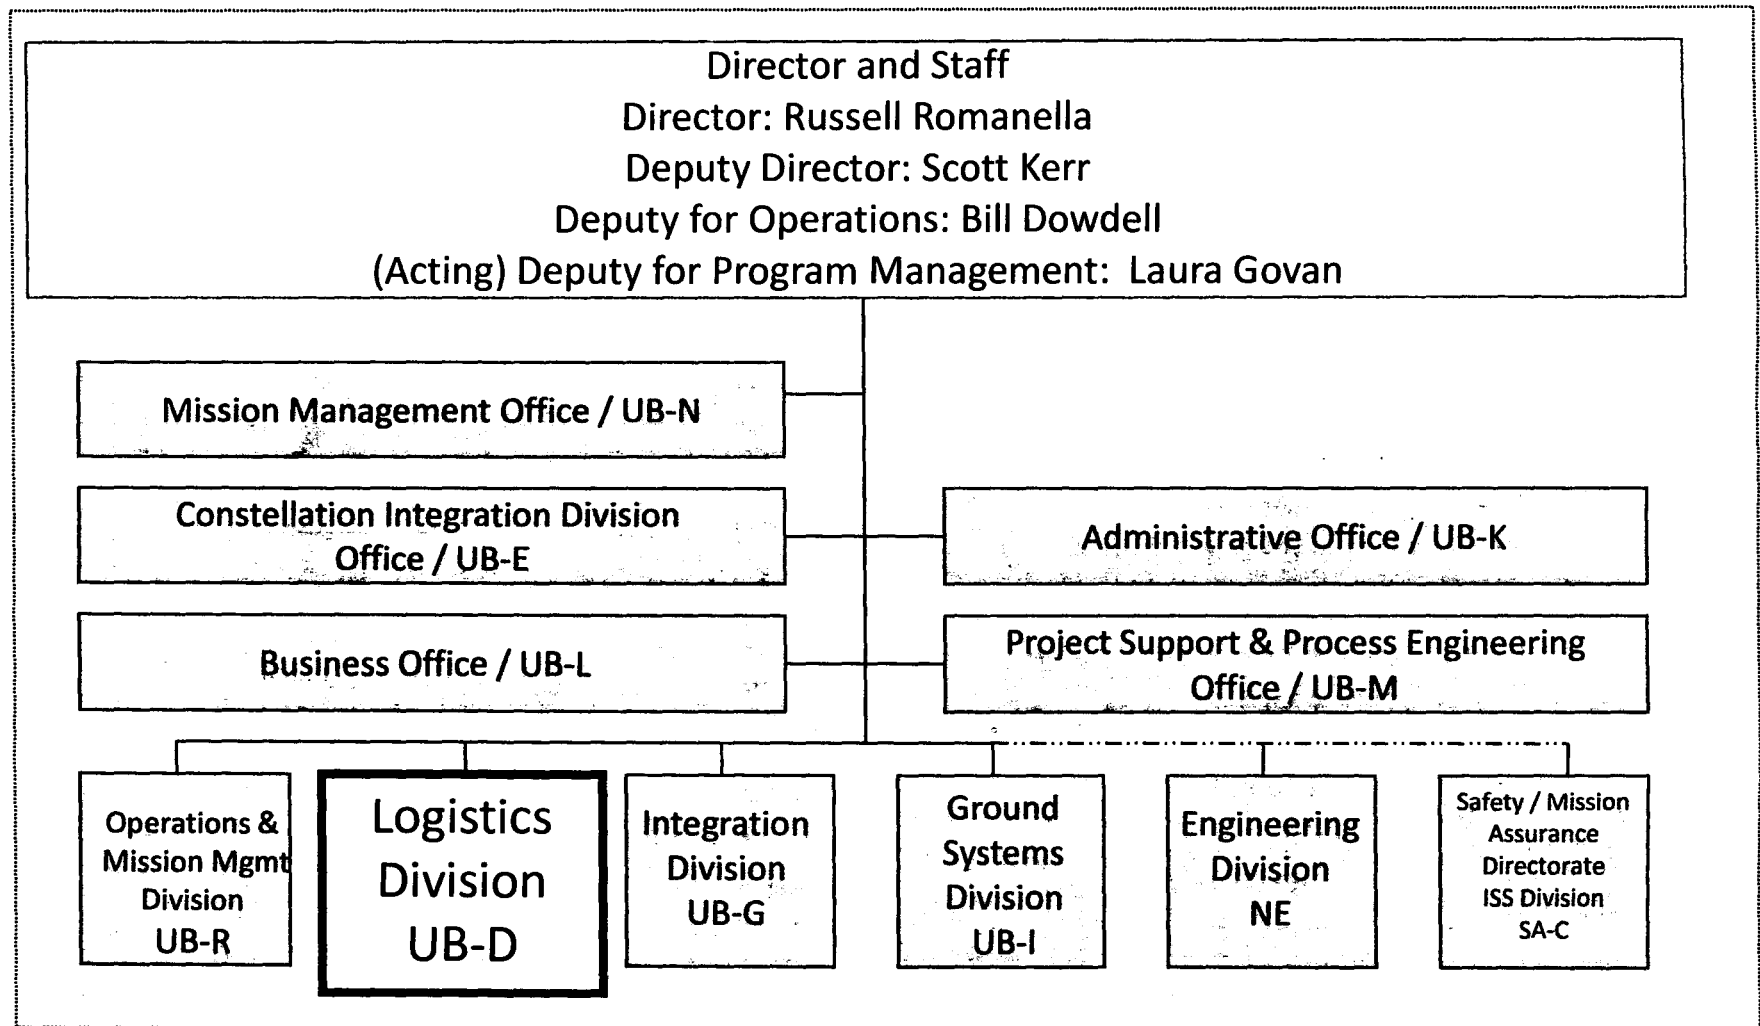 Director and Staff
Director: Russell Romanella
Deputy Director: Scott Kerr
Deputy for Operations: Bill Dowdell
(Acting) Deputy for Program Management: Laura Govan
Mission Management Office / UB-N
Constellation Integration Division
Office / UB-E
Administrative Office / UB-K
Business Office / UB-L
Project Support & Process Engineering
Office / UB-M
Operations &
Mission Mgmt
Division
UB-R
Logistics
Division
UB-D
Integration
Division
UB-G
Ground
Systems
Division
UB-I
Engineering
Division
NE
Safety / Mission
Assurance
Directorate
ISS Division
SA-C